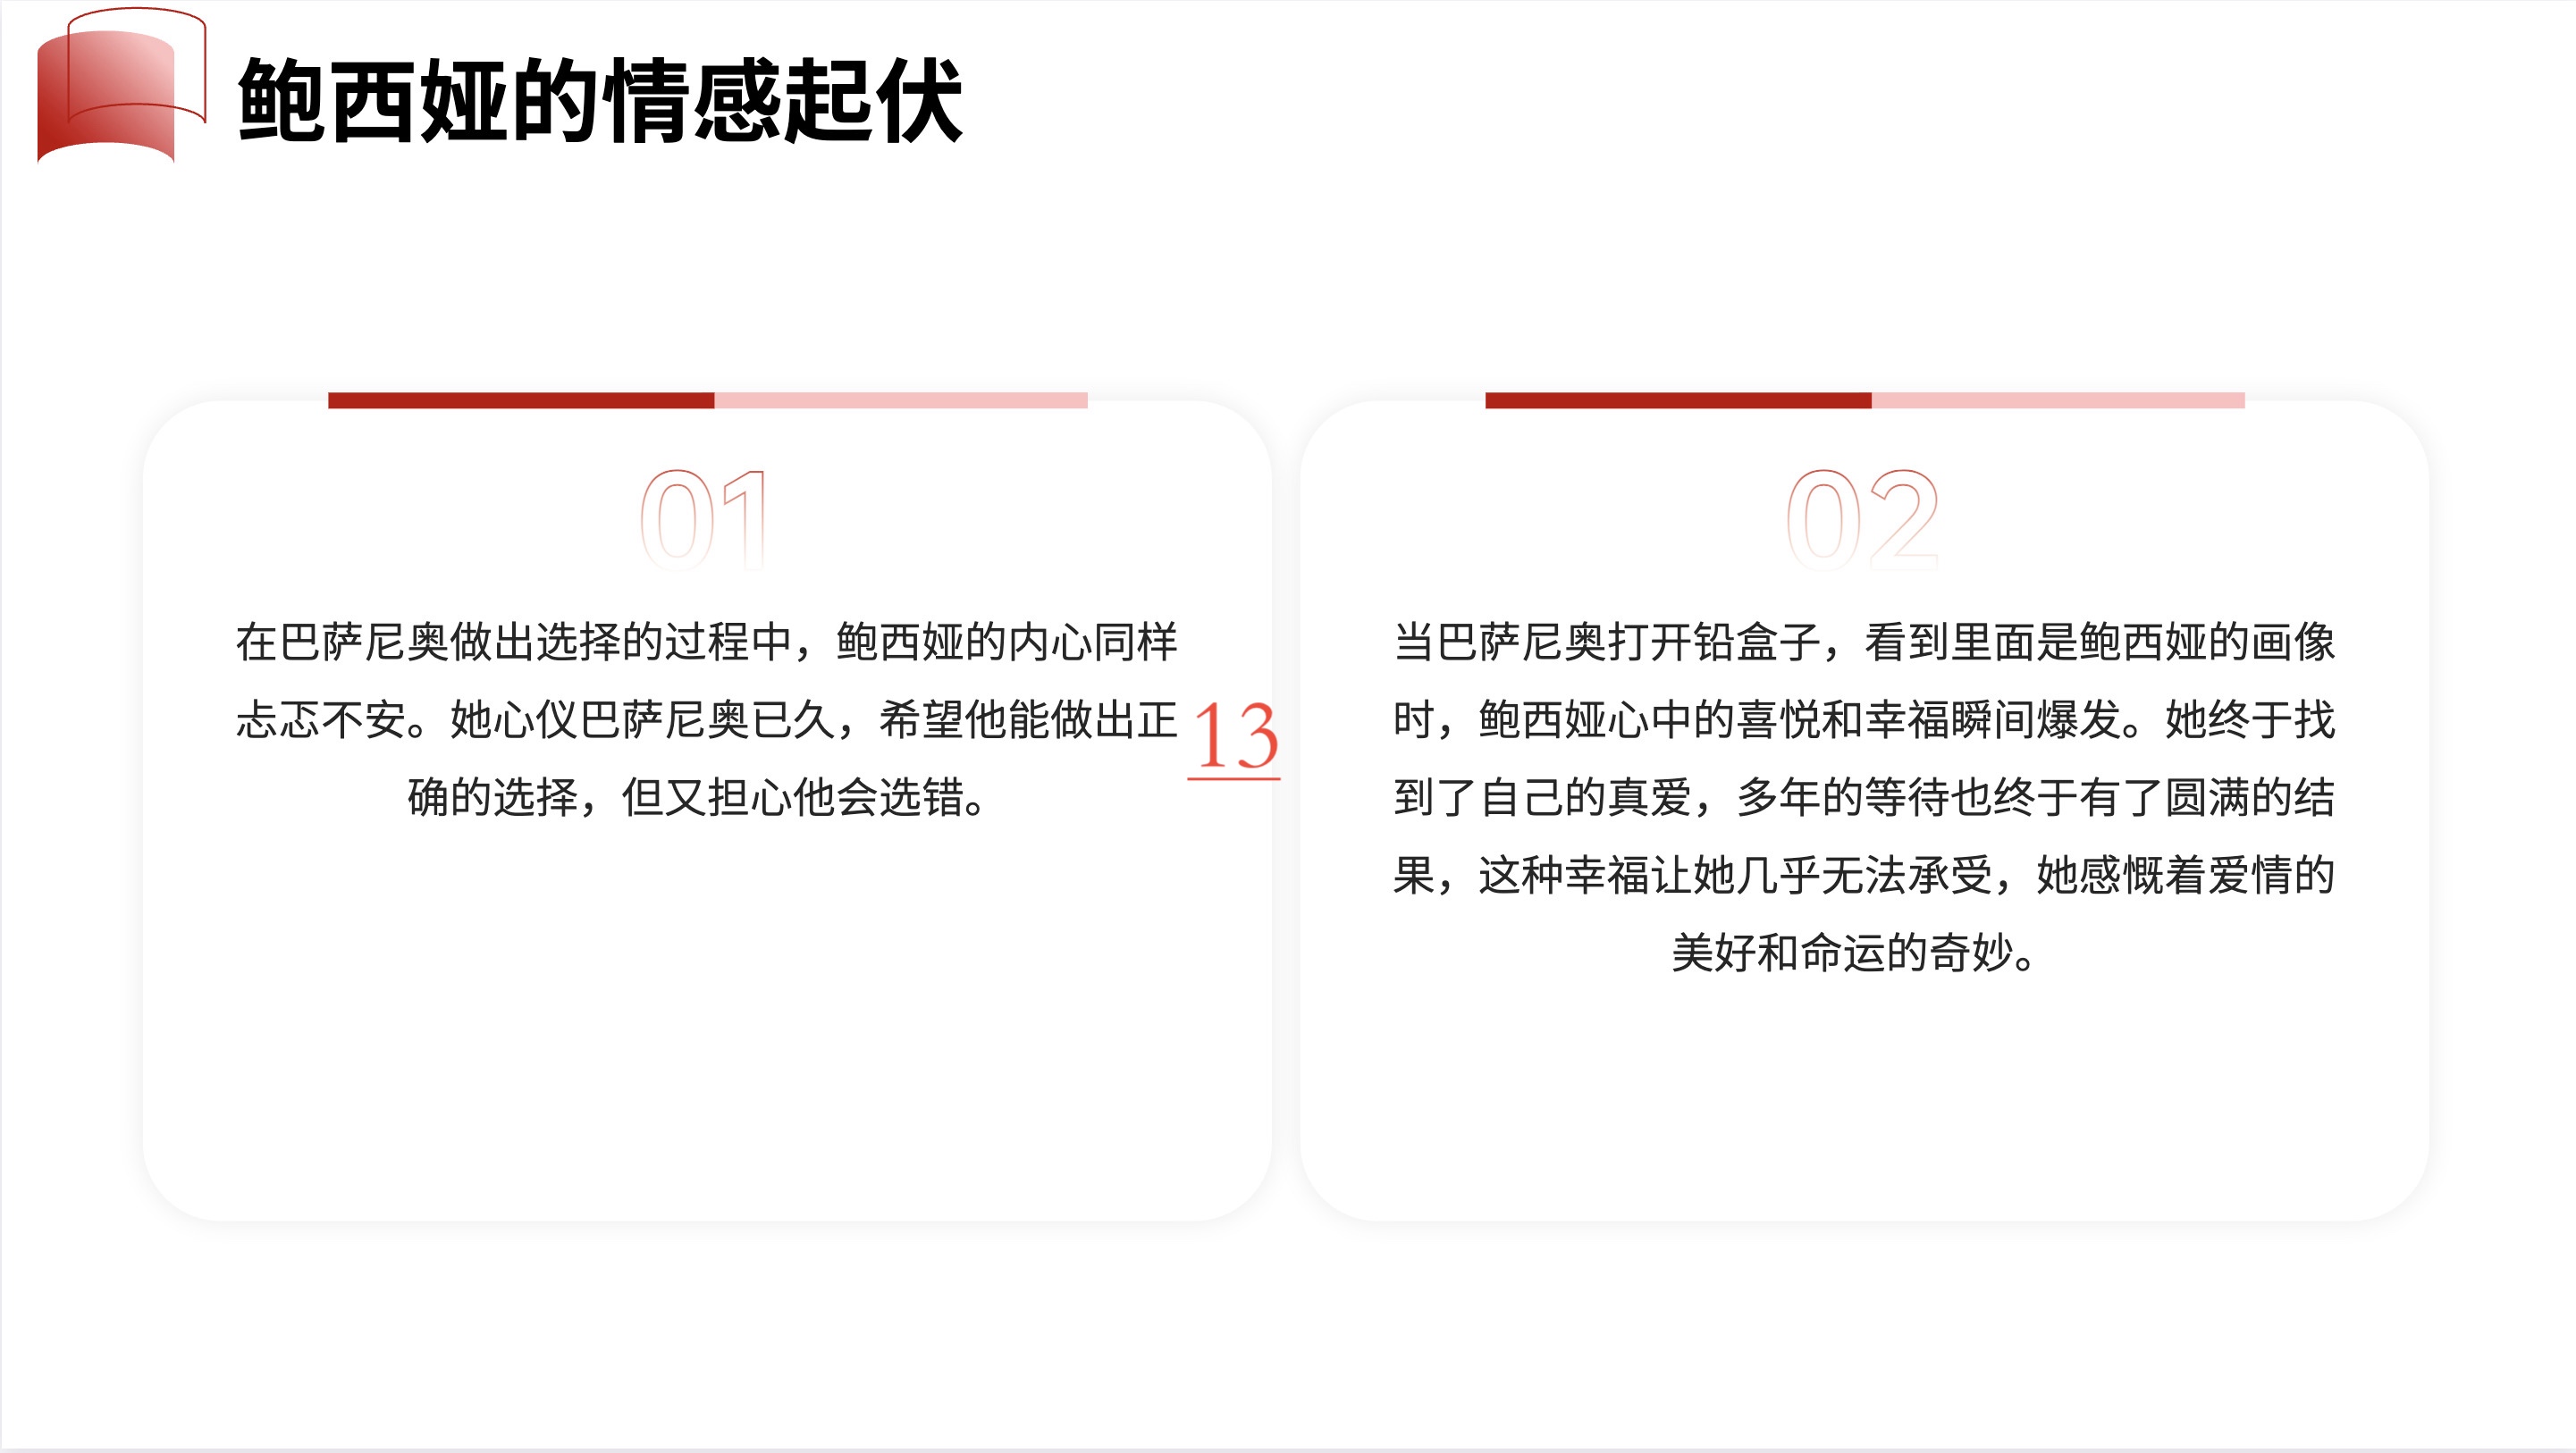 鲍西娅的情感起伏
01
在巴萨尼奥做出选择的过程中，鲍西娅的内心同样
忐忑不安。她心仪巴萨尼奥已久，希望他能做出正
确的选择，但又担心他会选错。
13
02
当巴萨尼奥打开铅盒子，看到里面是鲍西娅的画像
时，鲍西娅心中的喜悦和幸福瞬间爆发。她终于找
到了自己的真爱，多年的等待也终于有了圆满的结
果，这种幸福让她几乎无法承受，她感慨着爱情的
美好和命运的奇妙。